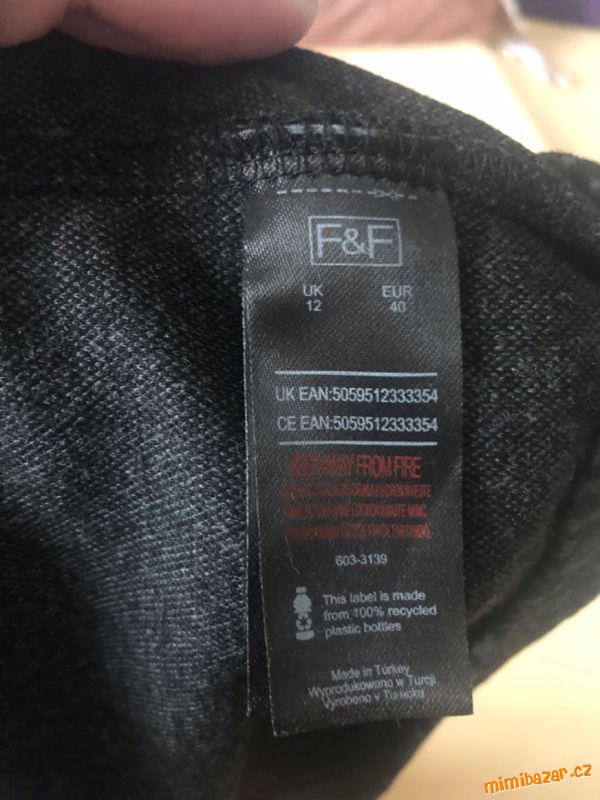 F&F
UK EUR
12 40
UK EAN:5059512333354
CE EAN:5059512333354
KEEP AWAY FROM FIRE
603-3139
This label is made
from 100% recycled
plastic bottles
Made in Turkey
Wyprodukowano w Turcji
Vyrobeno v Turecku
mimibazar.cz